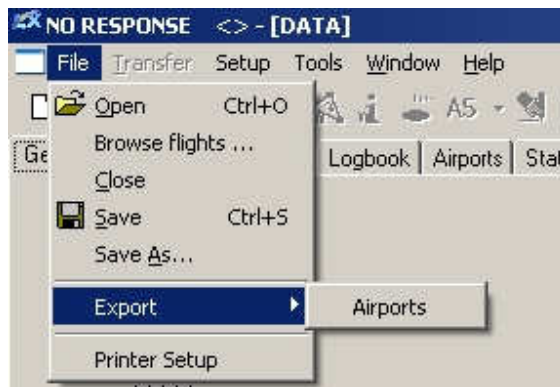 NO RESPONSE <> - [DATA]
File Transfer Setup Tools Window Help
Open Ctrl+O
A5
Browse flights ...
Ge
Logbook Airports Stat
Close
Save Ctrl+S
Save As...
Export
Airports
Printer Setup